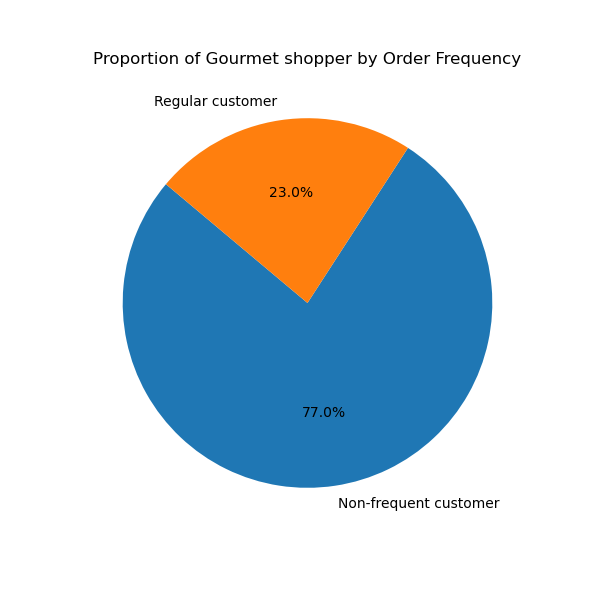 Proportion of Gourmet shopper by Order Frequency
Regular customer
23.0%
77.0%
Non-frequent customer